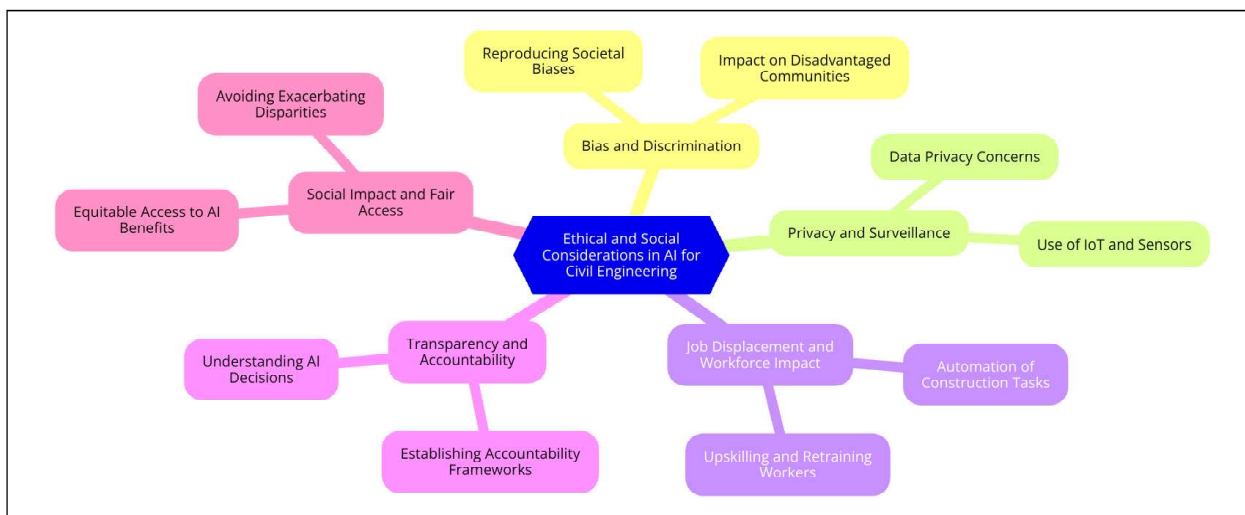 Reproducing Societal
Biases
Impact on Disadvantaged
Communities
Avoiding Exacerbating
Disparities
Bias and Discrimination
Data Privacy Concerns
Social Impact and Fair
Access
Equitable Access to AI
Benefits
Ethical and Social
Considerations in AI for
Civil Engineering
Privacy and Surveillance
Use of IoT and Sensors
Transparency and
Accountability
Understanding AI
Decisions
Job Displacement and
Workforce Impact
Automation of
Construction Tasks
Establishing Accountability
Frameworks
Upskilling and Retraining
Workers